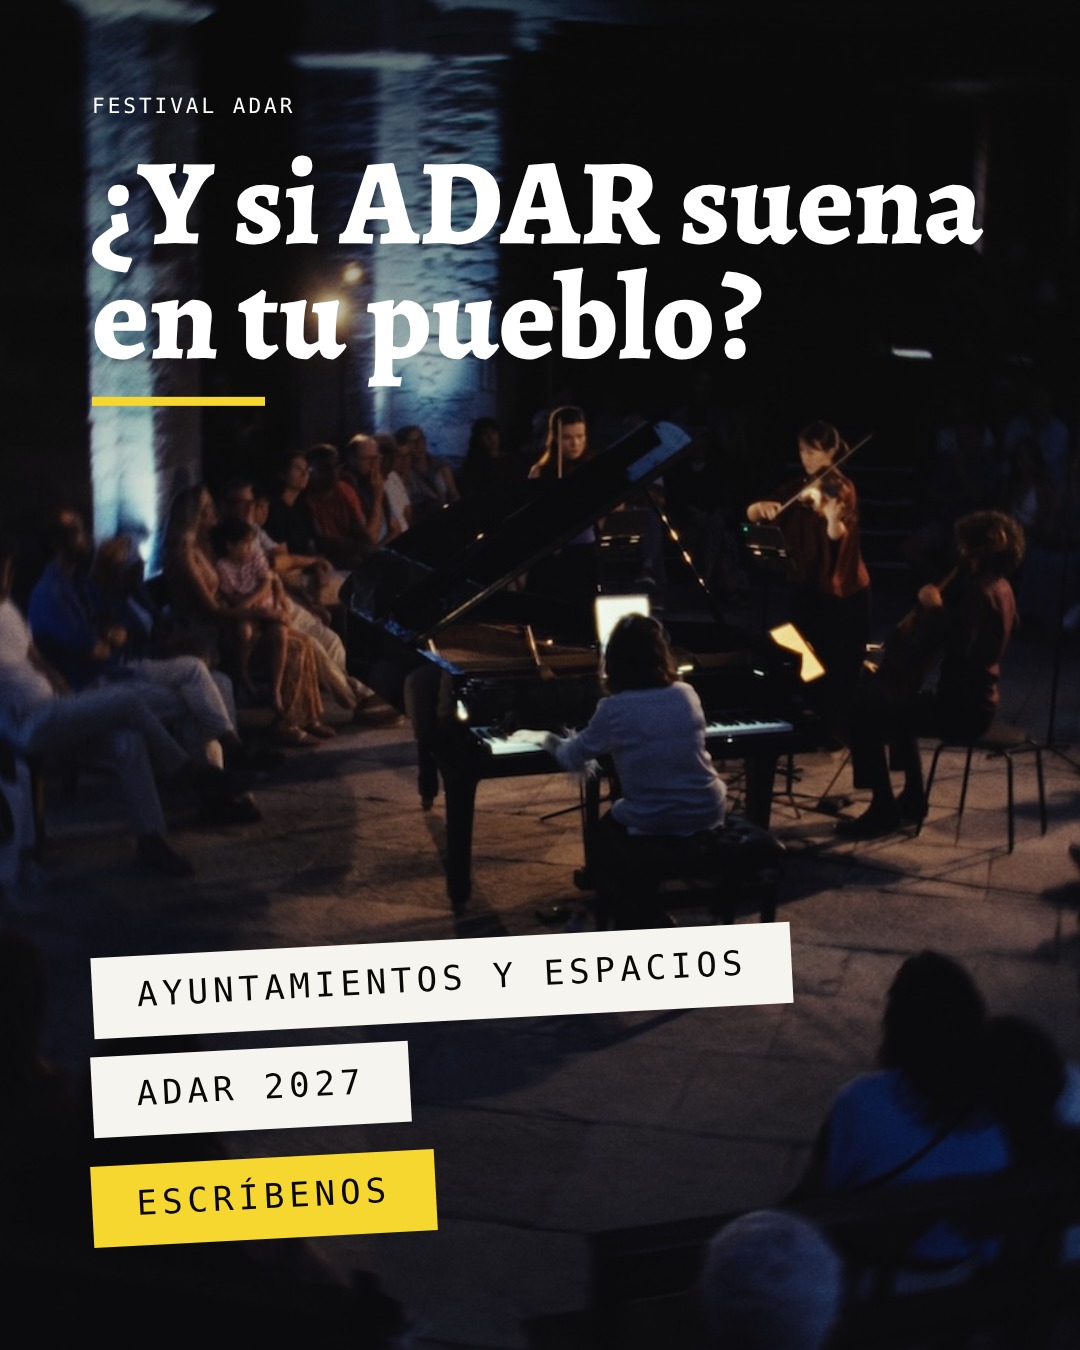 FESTIVAL ADAR
¿Y si ADAR suena
en tu pueblo?
AYUNTAMIENTOS Y ESPACIOS
ADAR 2027
ESCRÍBENOS